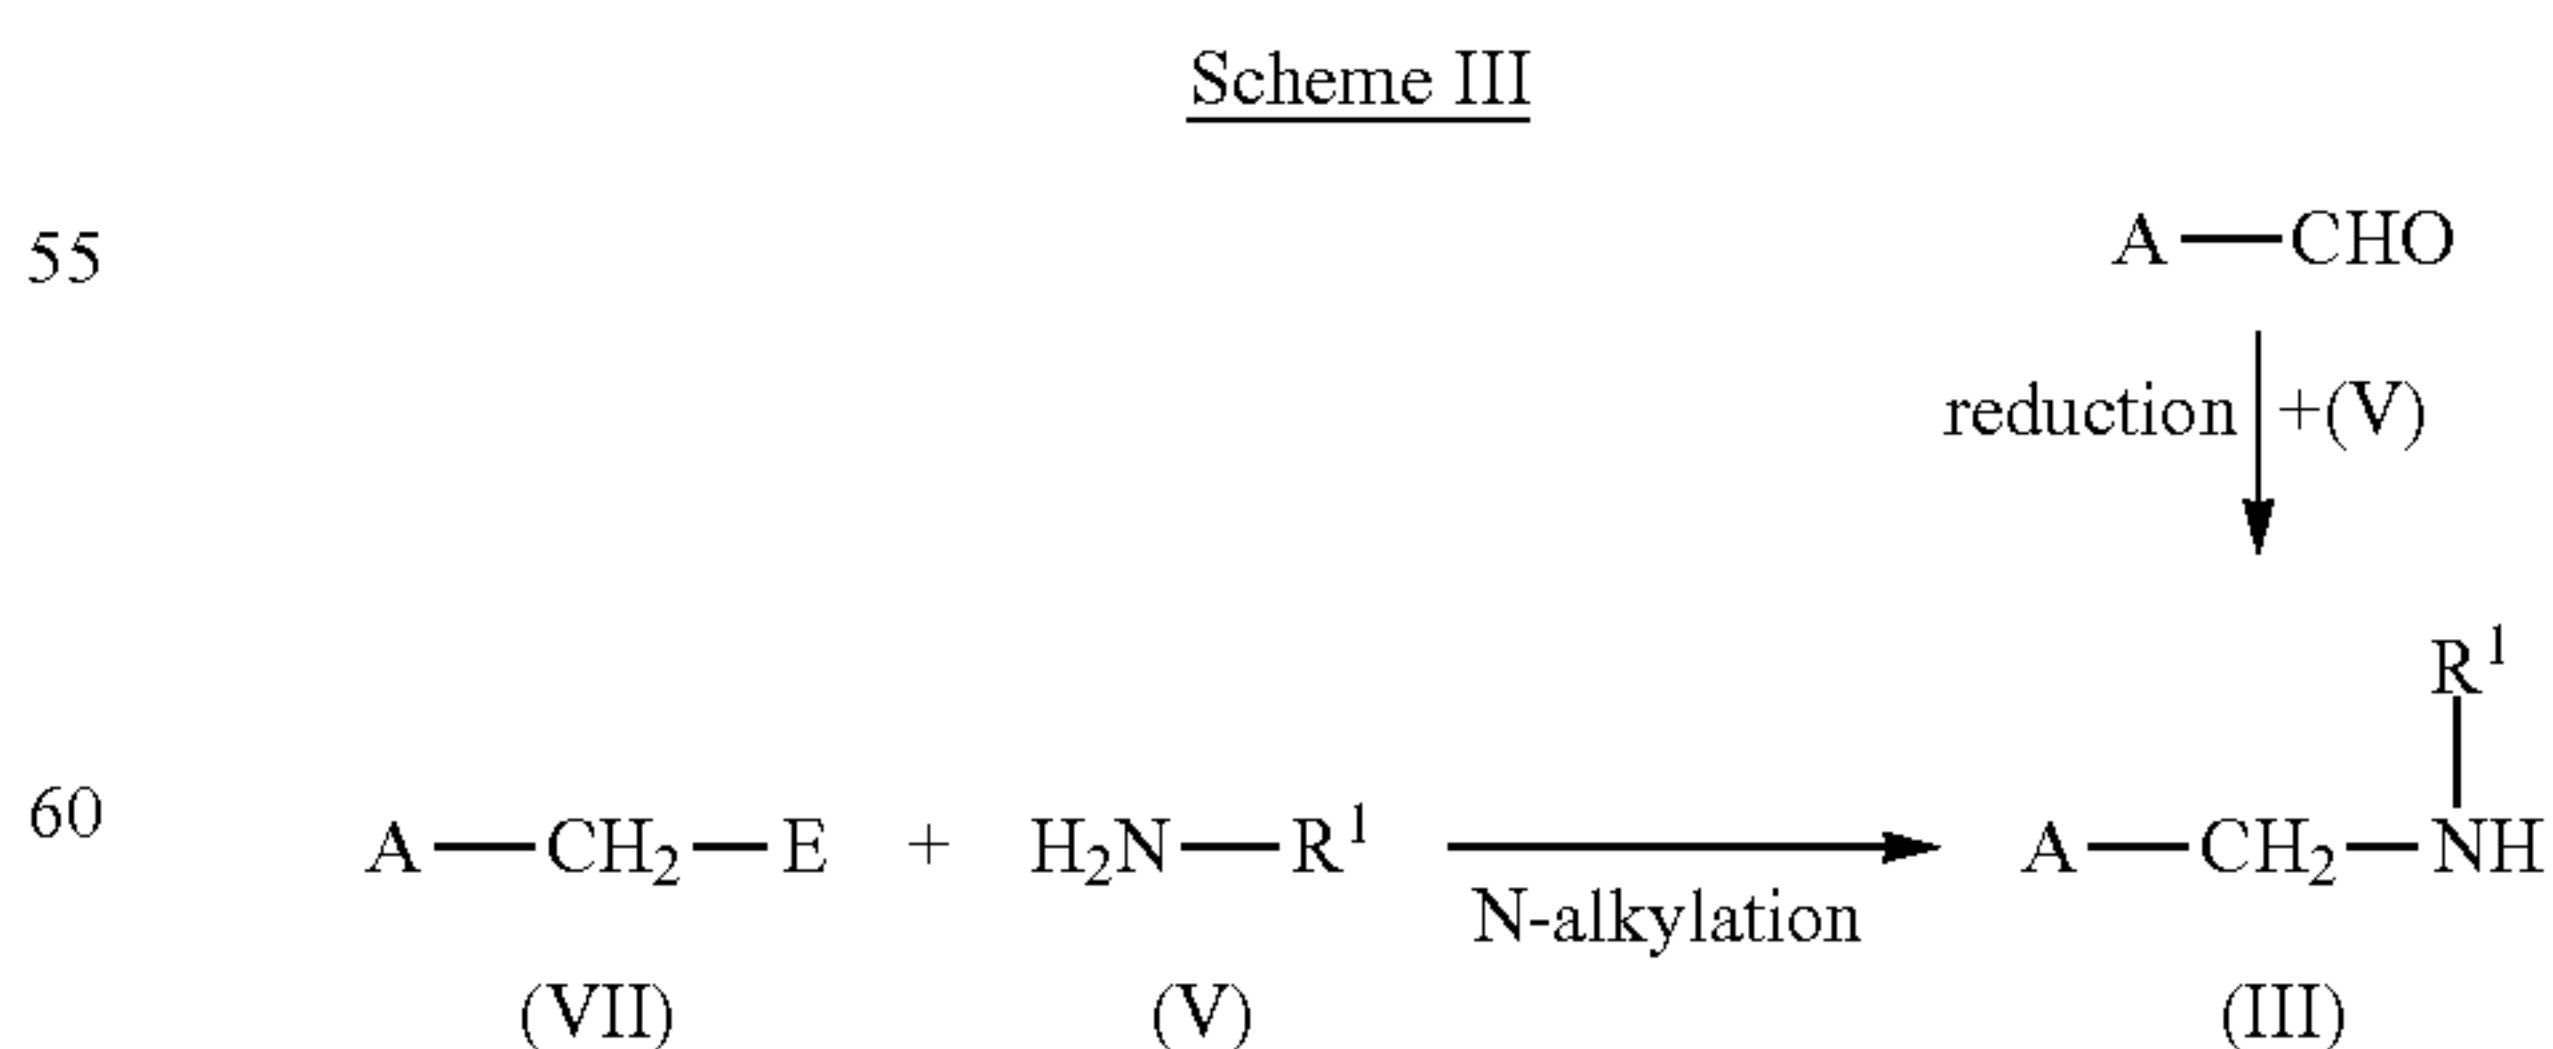 Scheme III
55
A—CHO
reduction +(V)
R¹
60
A—CH₂—E + H₂N—R¹ A—CH₂—NH
N-alkylation
(VII) (V) (III)